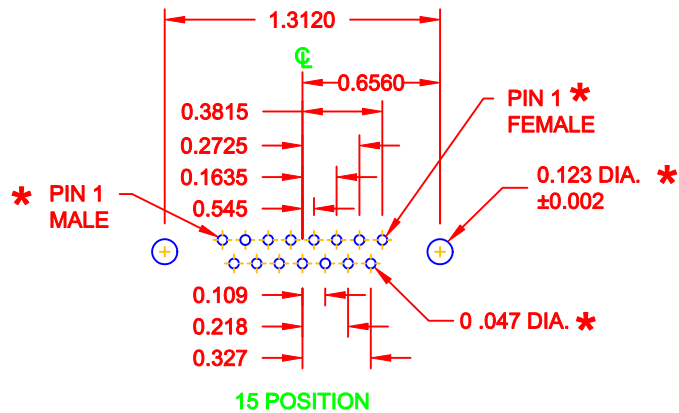 1.3120
℄
0.6560
0.3815
PIN 1 *
FEMALE
0.2725
0.1635
0.123 DIA. *
±0.002
* PIN 1
MALE
0.545
0.109
0.218
0 .047 DIA. *
0.327
15 POSITION